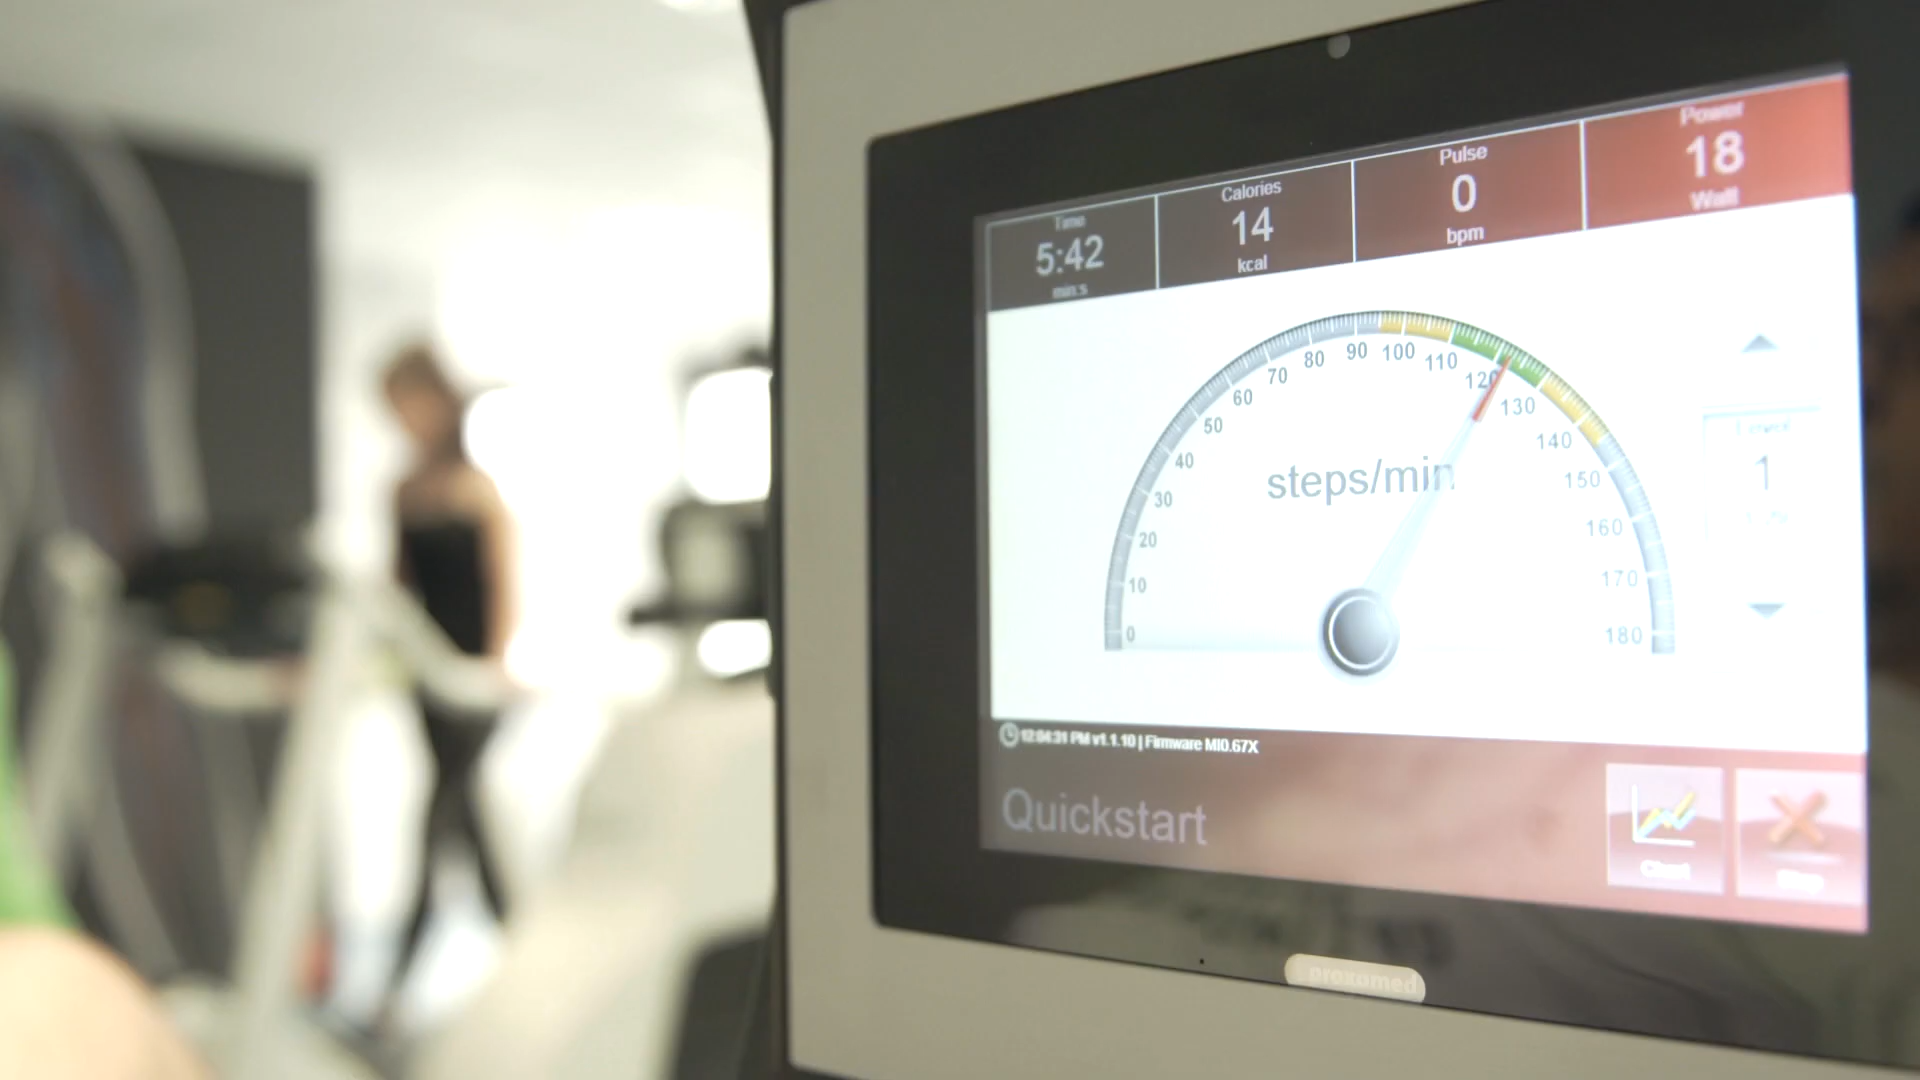 Time
5:42
min:s
Calories
14
kcal
Pulse
0
bpm
Power
18
Watt
0
10
20
30
40
50
60
70
80
90
100
110
120
130
140
150
160
170
180
steps/min
Level
1
12:04:31 PM v1.1.10 | Firmware MI0.67X
Quickstart
Chart
Stop
proxomed